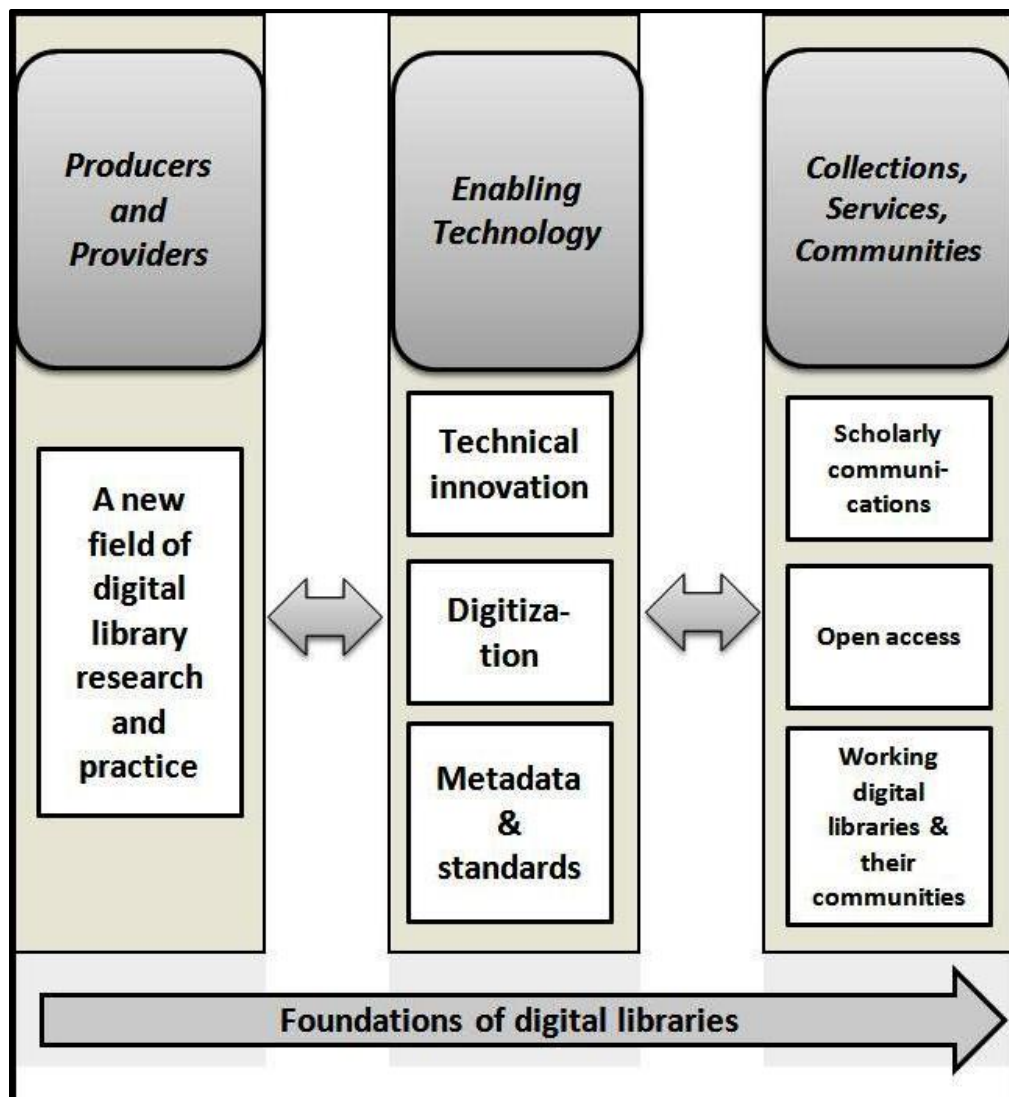 Producers
and
Providers
A new
field of
digital
library
research
and
practice
Enabling
Technology
Technical
innovation
Digitiza-
tion
Metadata
&
standards
Collections,
Services,
Communities
Scholarly
communi-
cations
Open access
Working
digital
libraries &
their
communities
Foundations of digital libraries